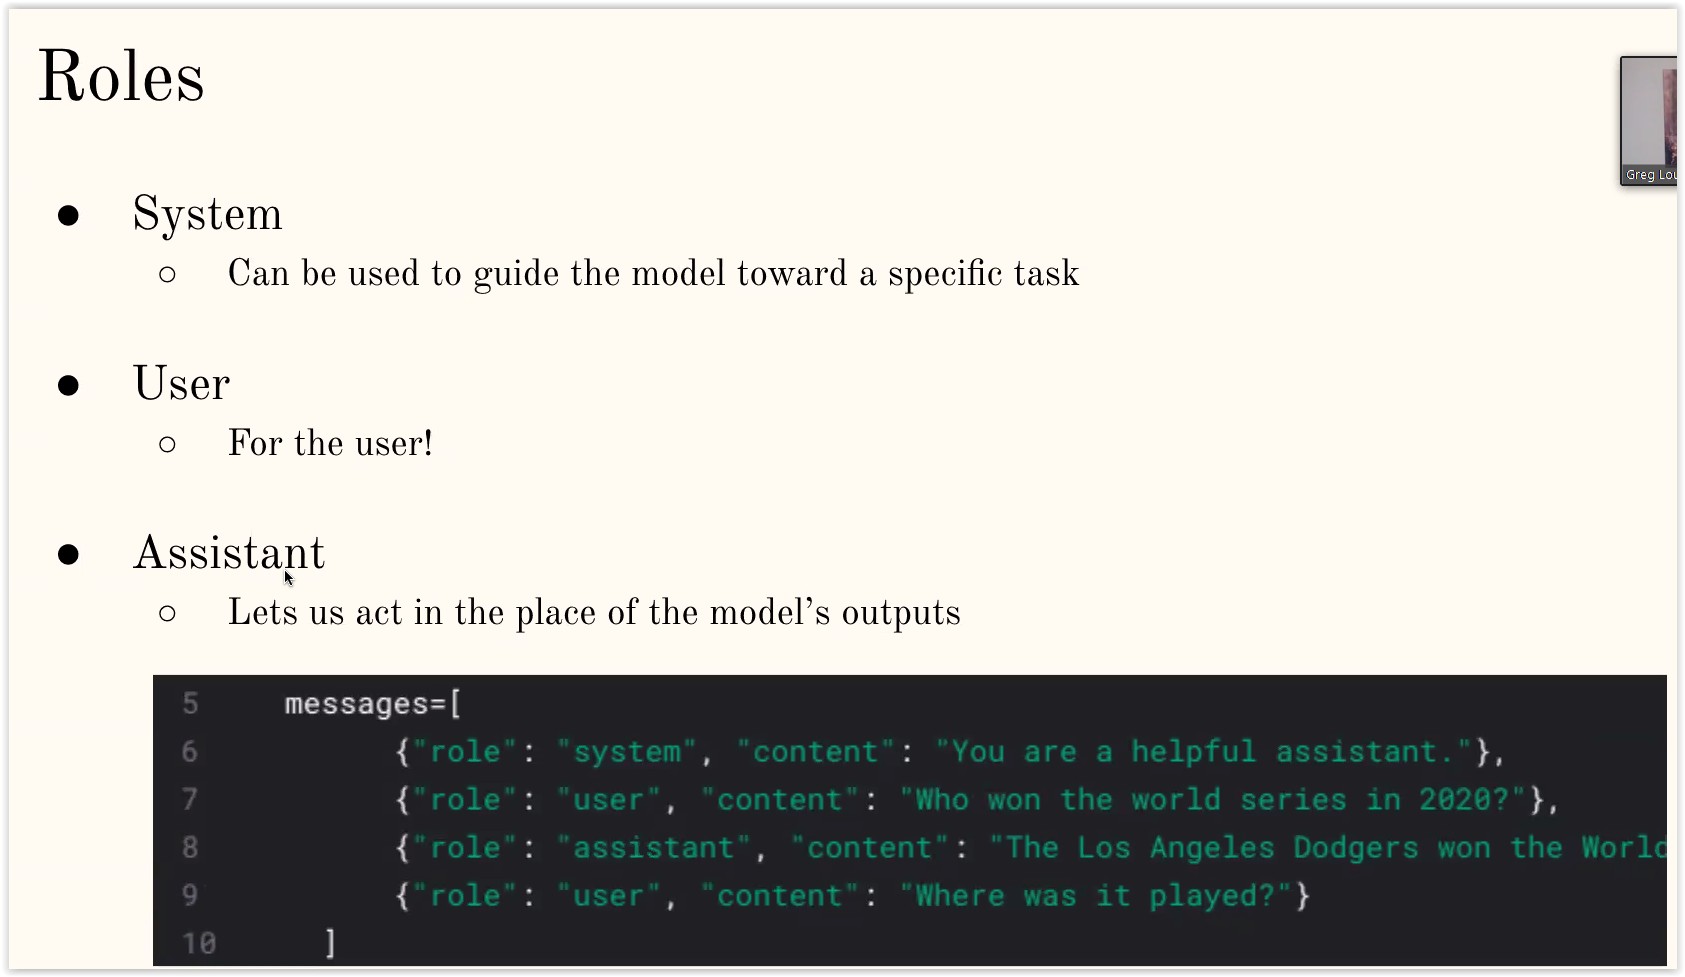 Roles
● System
○ Can be used to guide the model toward a specific task
● User
○ For the user!
● Assistant
○ Lets us act in the place of the model’s outputs
5 messages=[
6 {"role": "system", "content": "You are a helpful assistant."},
7 {"role": "user", "content": "Who won the world series in 2020?"},
8 {"role": "assistant", "content": "The Los Angeles Dodgers won the World
9 {"role": "user", "content": "Where was it played?"}
10 ]
Greg Lou